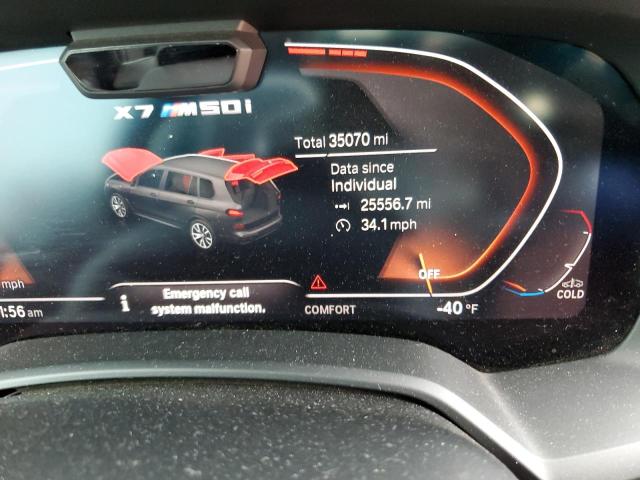 X7 M50i
Total 35070 mi
Data since
Individual
25556.7 mi
34.1 mph
OFF
mph
Emergency call
system malfunction.
:56 am
COMFORT
-40 °F
COLD